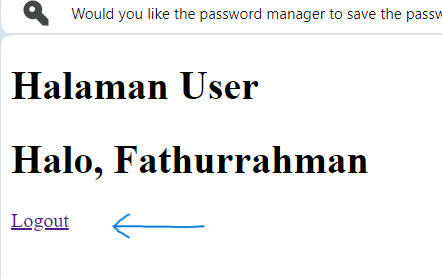 Would you like the password manager to save the passw
Halaman User
Halo, Fathurrahman
Logout